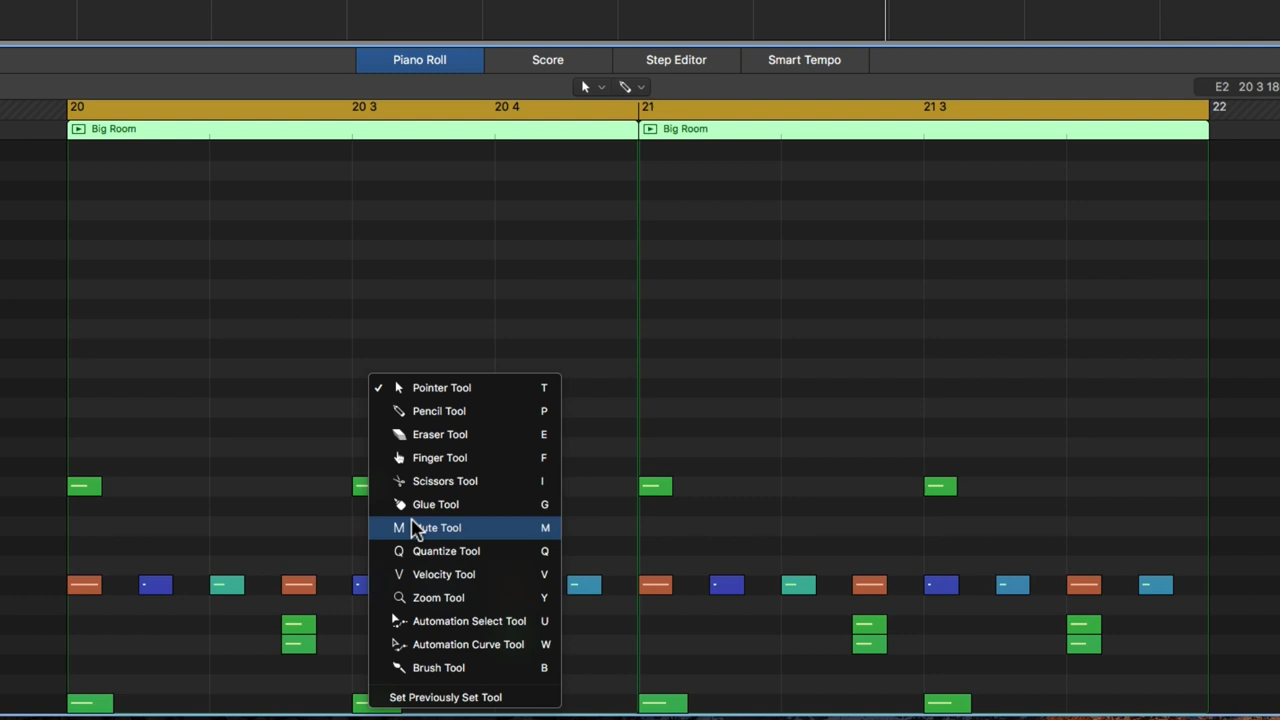 Piano Roll Score Step Editor Smart Tempo
E2 20 3 18
20 20 3 20 4 21 21 3 22
Big Room Big Room
Pointer Tool T
Pencil Tool P
Eraser Tool E
Finger Tool F
Scissors Tool I
Glue Tool G
M ute Tool M
Q Quantize Tool Q
V Velocity Tool V
Zoom Tool Y
Automation Select Tool U
Automation Curve Tool W
Brush Tool B
Set Previously Set Tool